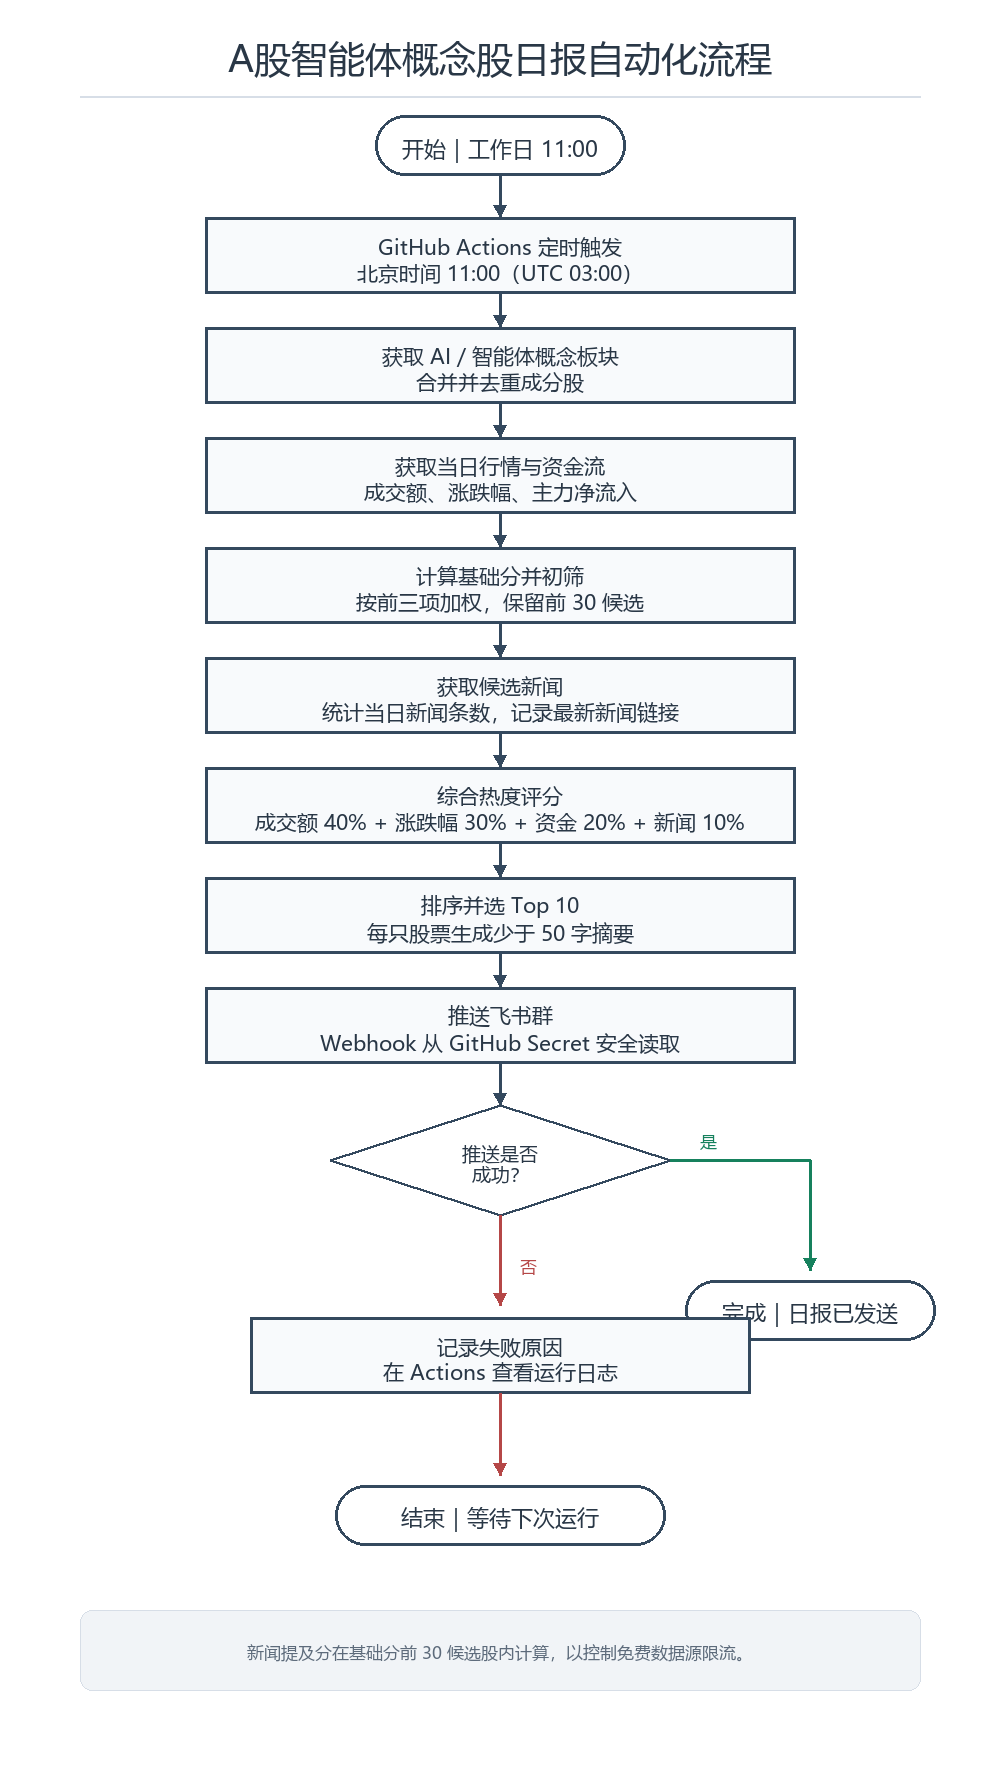 A股智能体概念股日报自动化流程
开始 | 工作日 11:00
GitHub Actions 定时触发
北京时间 11:00（UTC 03:00）
获取 AI / 智能体概念板块
合并并去重成分股
获取当日行情与资金流
成交额、涨跌幅、主力净流入
计算基础分并初筛
按前三项加权，保留前 30 候选
获取候选新闻
统计当日新闻条数，记录最新新闻链接
综合热度评分
成交额 40% + 涨跌幅 30% + 资金 20% + 新闻 10%
排序并选 Top 10
每只股票生成少于 50 字摘要
推送飞书群
Webhook 从 GitHub Secret 安全读取
推送是否
成功？
是
否
完成 | 日报已发送
记录失败原因
在 Actions 查看运行日志
结束 | 等待下次运行
新闻提及分在基础分前 30 候选股内计算，以控制免费数据源限流。